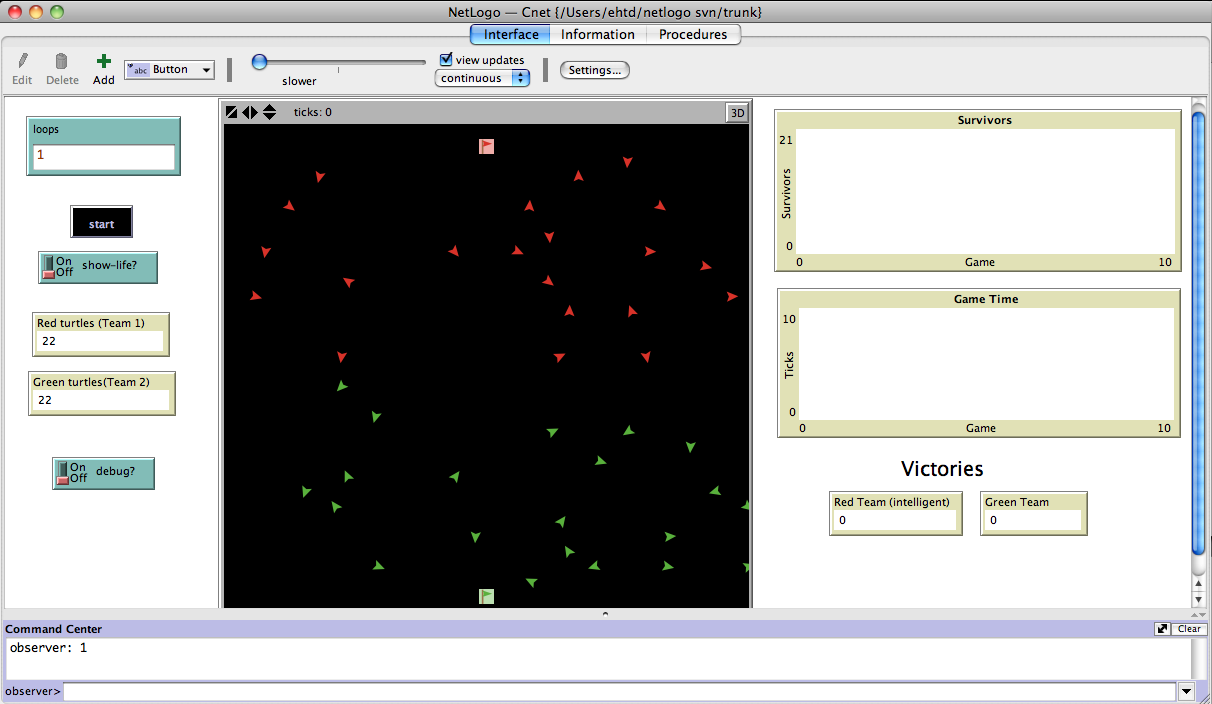 NetLogo — Cnet {/Users/ehtd/netlogo svn/trunk}
Interface Information Procedures
Edit Delete Add abc Button slower view updates continuous Settings...
ticks: 0 3D
loops
1
start
On
Off show-life?
Red turtles (Team 1)
22
Green turtles(Team 2)
22
On
Off debug?
Survivors
21
Survivors
0
0 Game 10
Game Time
10
Ticks
0
0 Game 10
Victories
Red Team (intelligent) Green Team
0 0
Command Center Clear
observer: 1
observer>